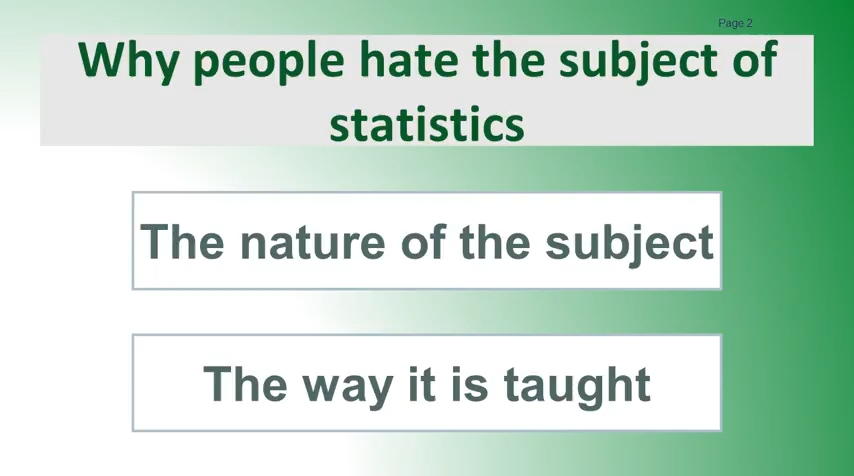 Page 2
Why people hate the subject of
statistics
The nature of the subject
The way it is taught